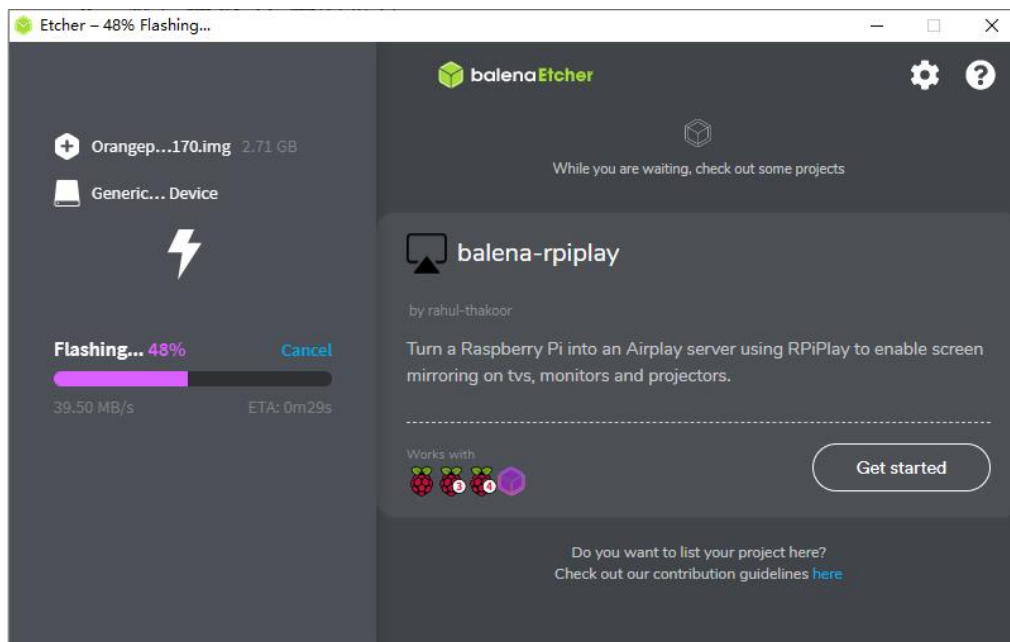 Etcher – 48% Flashing...
balenaEtcher
Orangep...170.img 2.71 GB
Generic... Device
While you are waiting, check out some projects
balena-rpiplay
by rahul-thakoor
Turn a Raspberry Pi into an Airplay server using RPiPlay to enable screen
mirroring on tvs, monitors and projectors.
Flashing... 48% Cancel
39.50 MB/s ETA: 0m29s
Works with
3 4
Get started
Do you want to list your project here?
Check out our contribution guidelines here